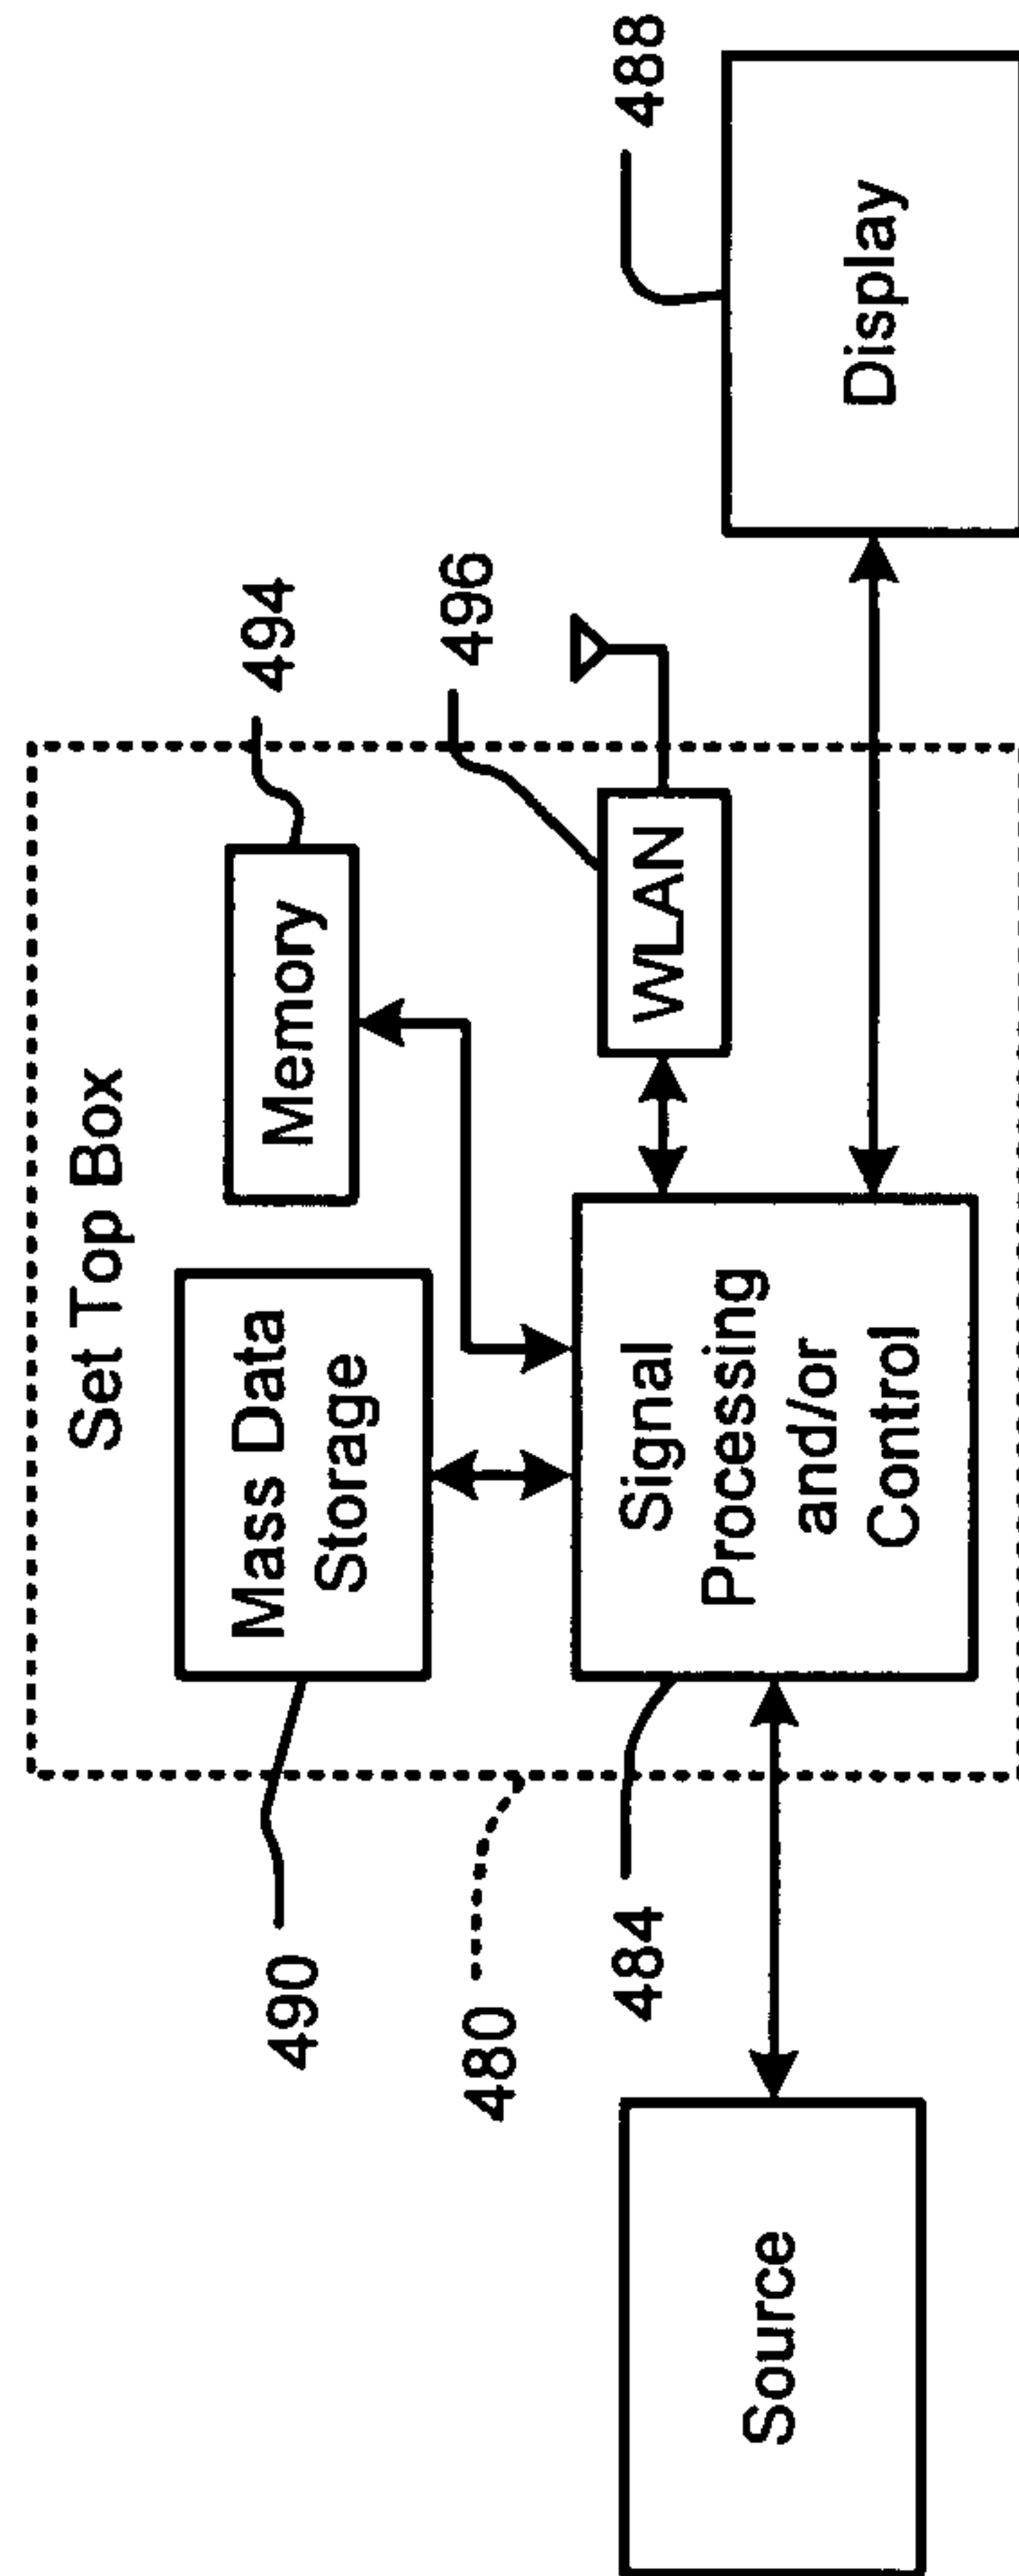 Set Top Box
490
Mass Data
Storage
Memory
494
480
496
484
Signal
Processing
and/or
Control
WLAN
488
Source
Display